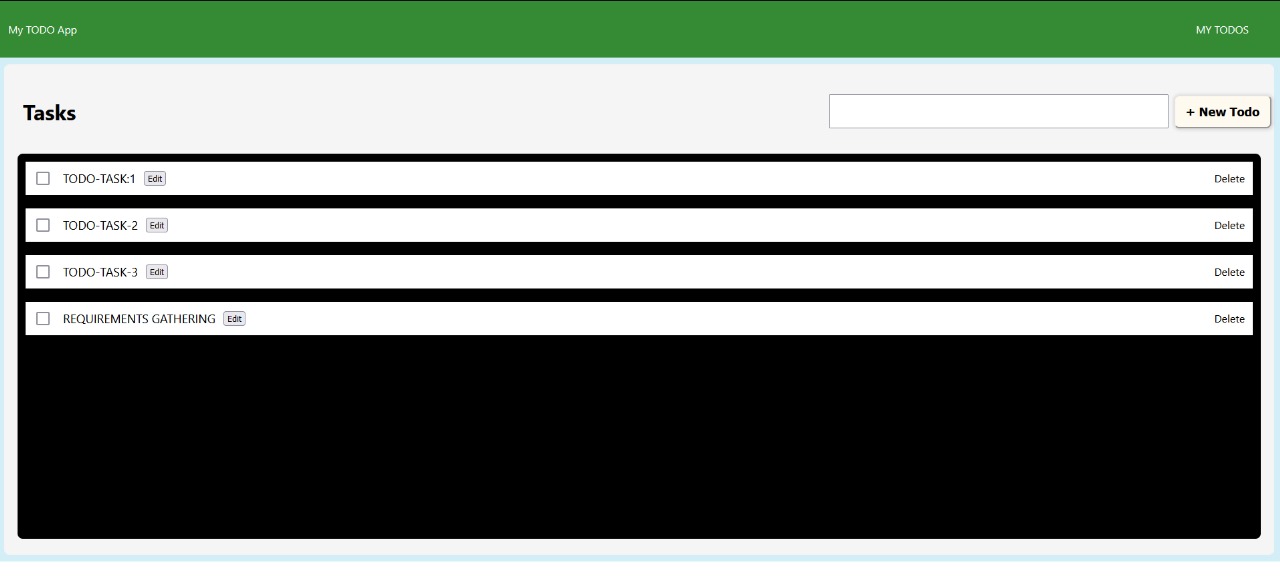 My TODO App MY TODOS
Tasks + New Todo
TODO-TASK:1 Edit Delete
TODO-TASK-2 Edit Delete
TODO-TASK-3 Edit Delete
REQUIREMENTS GATHERING Edit Delete